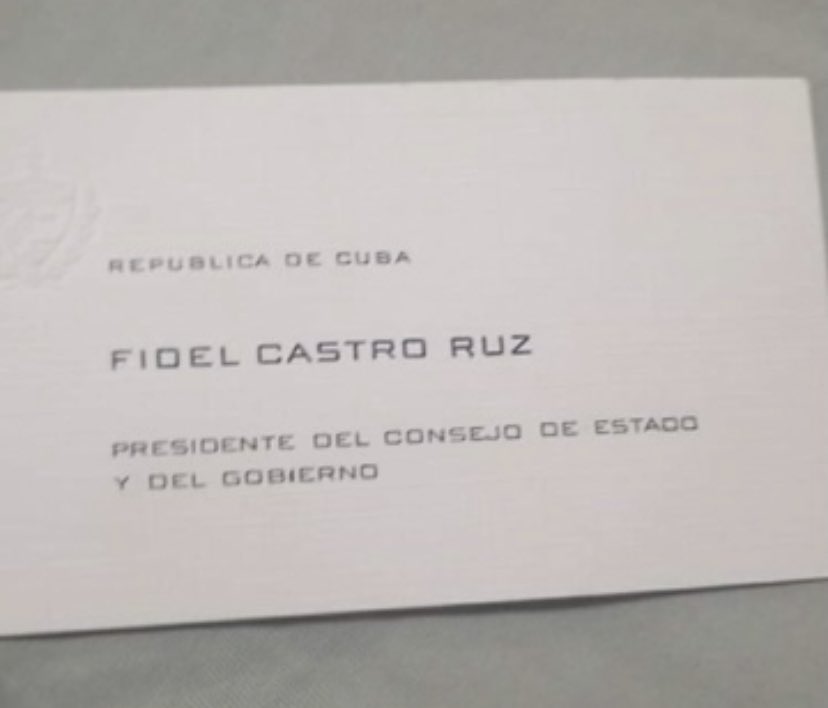 REPUBLICA DE CUBA
FIDEL CASTRO RUZ
PRESIDENTE DEL CONSEJO DE ESTADO
Y DEL GOBIERNO